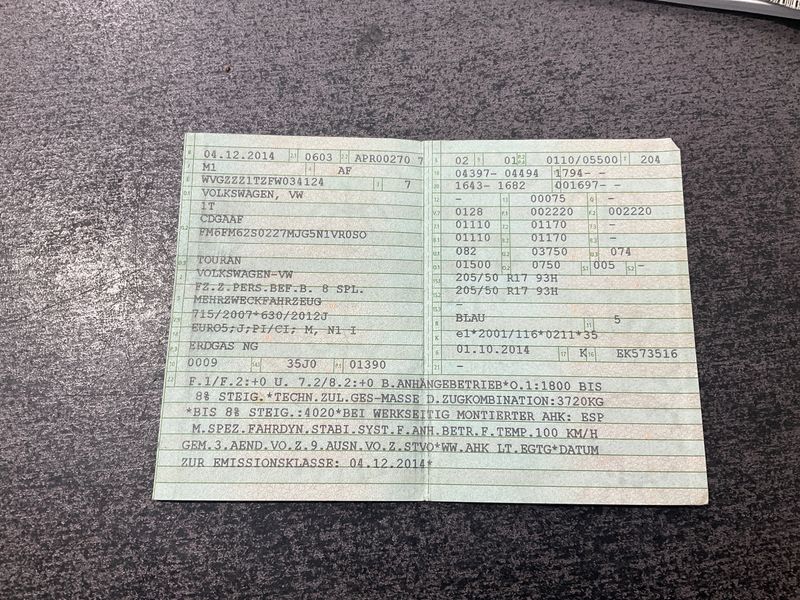 04.12.2014 0603 APR00270 7
M1 AF
WVGZZZ1TZFW034124 7
VOLKSWAGEN, VW
1T
CDGAAF
FM6FM62S0227MJG5N1VR0SO
TOURAN
VOLKSWAGEN-VW
FZ.Z.PERS.BEF.B. 8 SPL.
MEHRZWECKFAHRZEUG
715/2007*630/2012J
EURO5;J;PI/CI; M, N1 I
ERDGAS NG
0009 35J0 01390
02 01 0110/05500 204
04397- 04494 1794- -
1643- 1682 001697- -
- 00075 -
0128 002220 002220
01110 01170 -
01110 01170 -
082 03750 074
01500 0750 005 -
205/50 R17 93H
205/50 R17 93H
-
-
BLAU 5
e1*2001/116*0211*35
01.10.2014 K EK573516
-
F.1/F.2:+0 U. 7.2/8.2:+0 B.ANHÄNGEBETRIEB*O.1:1800 BIS
8% STEIG.*TECHN.ZUL.GES-MASSE D.ZUGKOMBINATION:3720KG
*BIS 8% STEIG.:4020*BEI WERKSEITIG MONTIERTER AHK: ESP
M.SPEZ.FAHRDYN.STABI.SYST.F.ANH.BETR.F.TEMP.100 KM/H
GEM.3.AEND.VO.Z.9.AUSN.VO.Z.STVO*WW.AHK LT.EGTG*DATUM
ZUR EMISSIONSKLASSE: 04.12.2014*